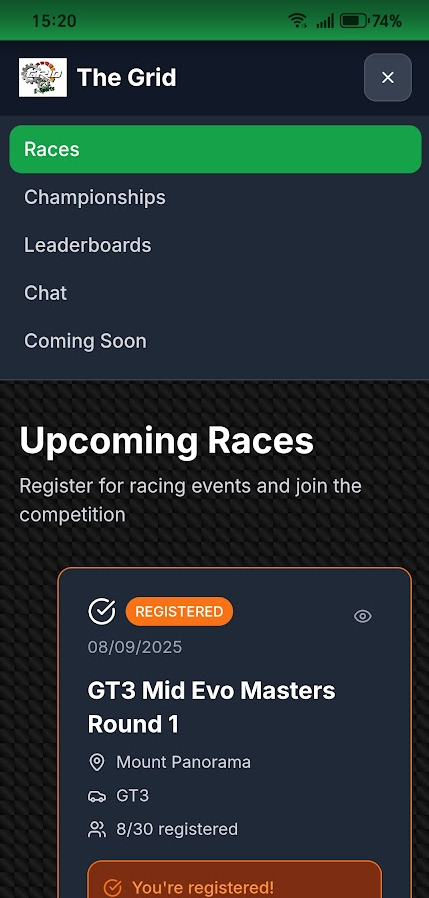 15:20
74%
The Grid
Races
Championships
Leaderboards
Chat
Coming Soon
Upcoming Races
Register for racing events and join the
competition
REGISTERED
08/09/2025
GT3 Mid Evo Masters
Round 1
Mount Panorama
GT3
8/30 registered
You're registered!